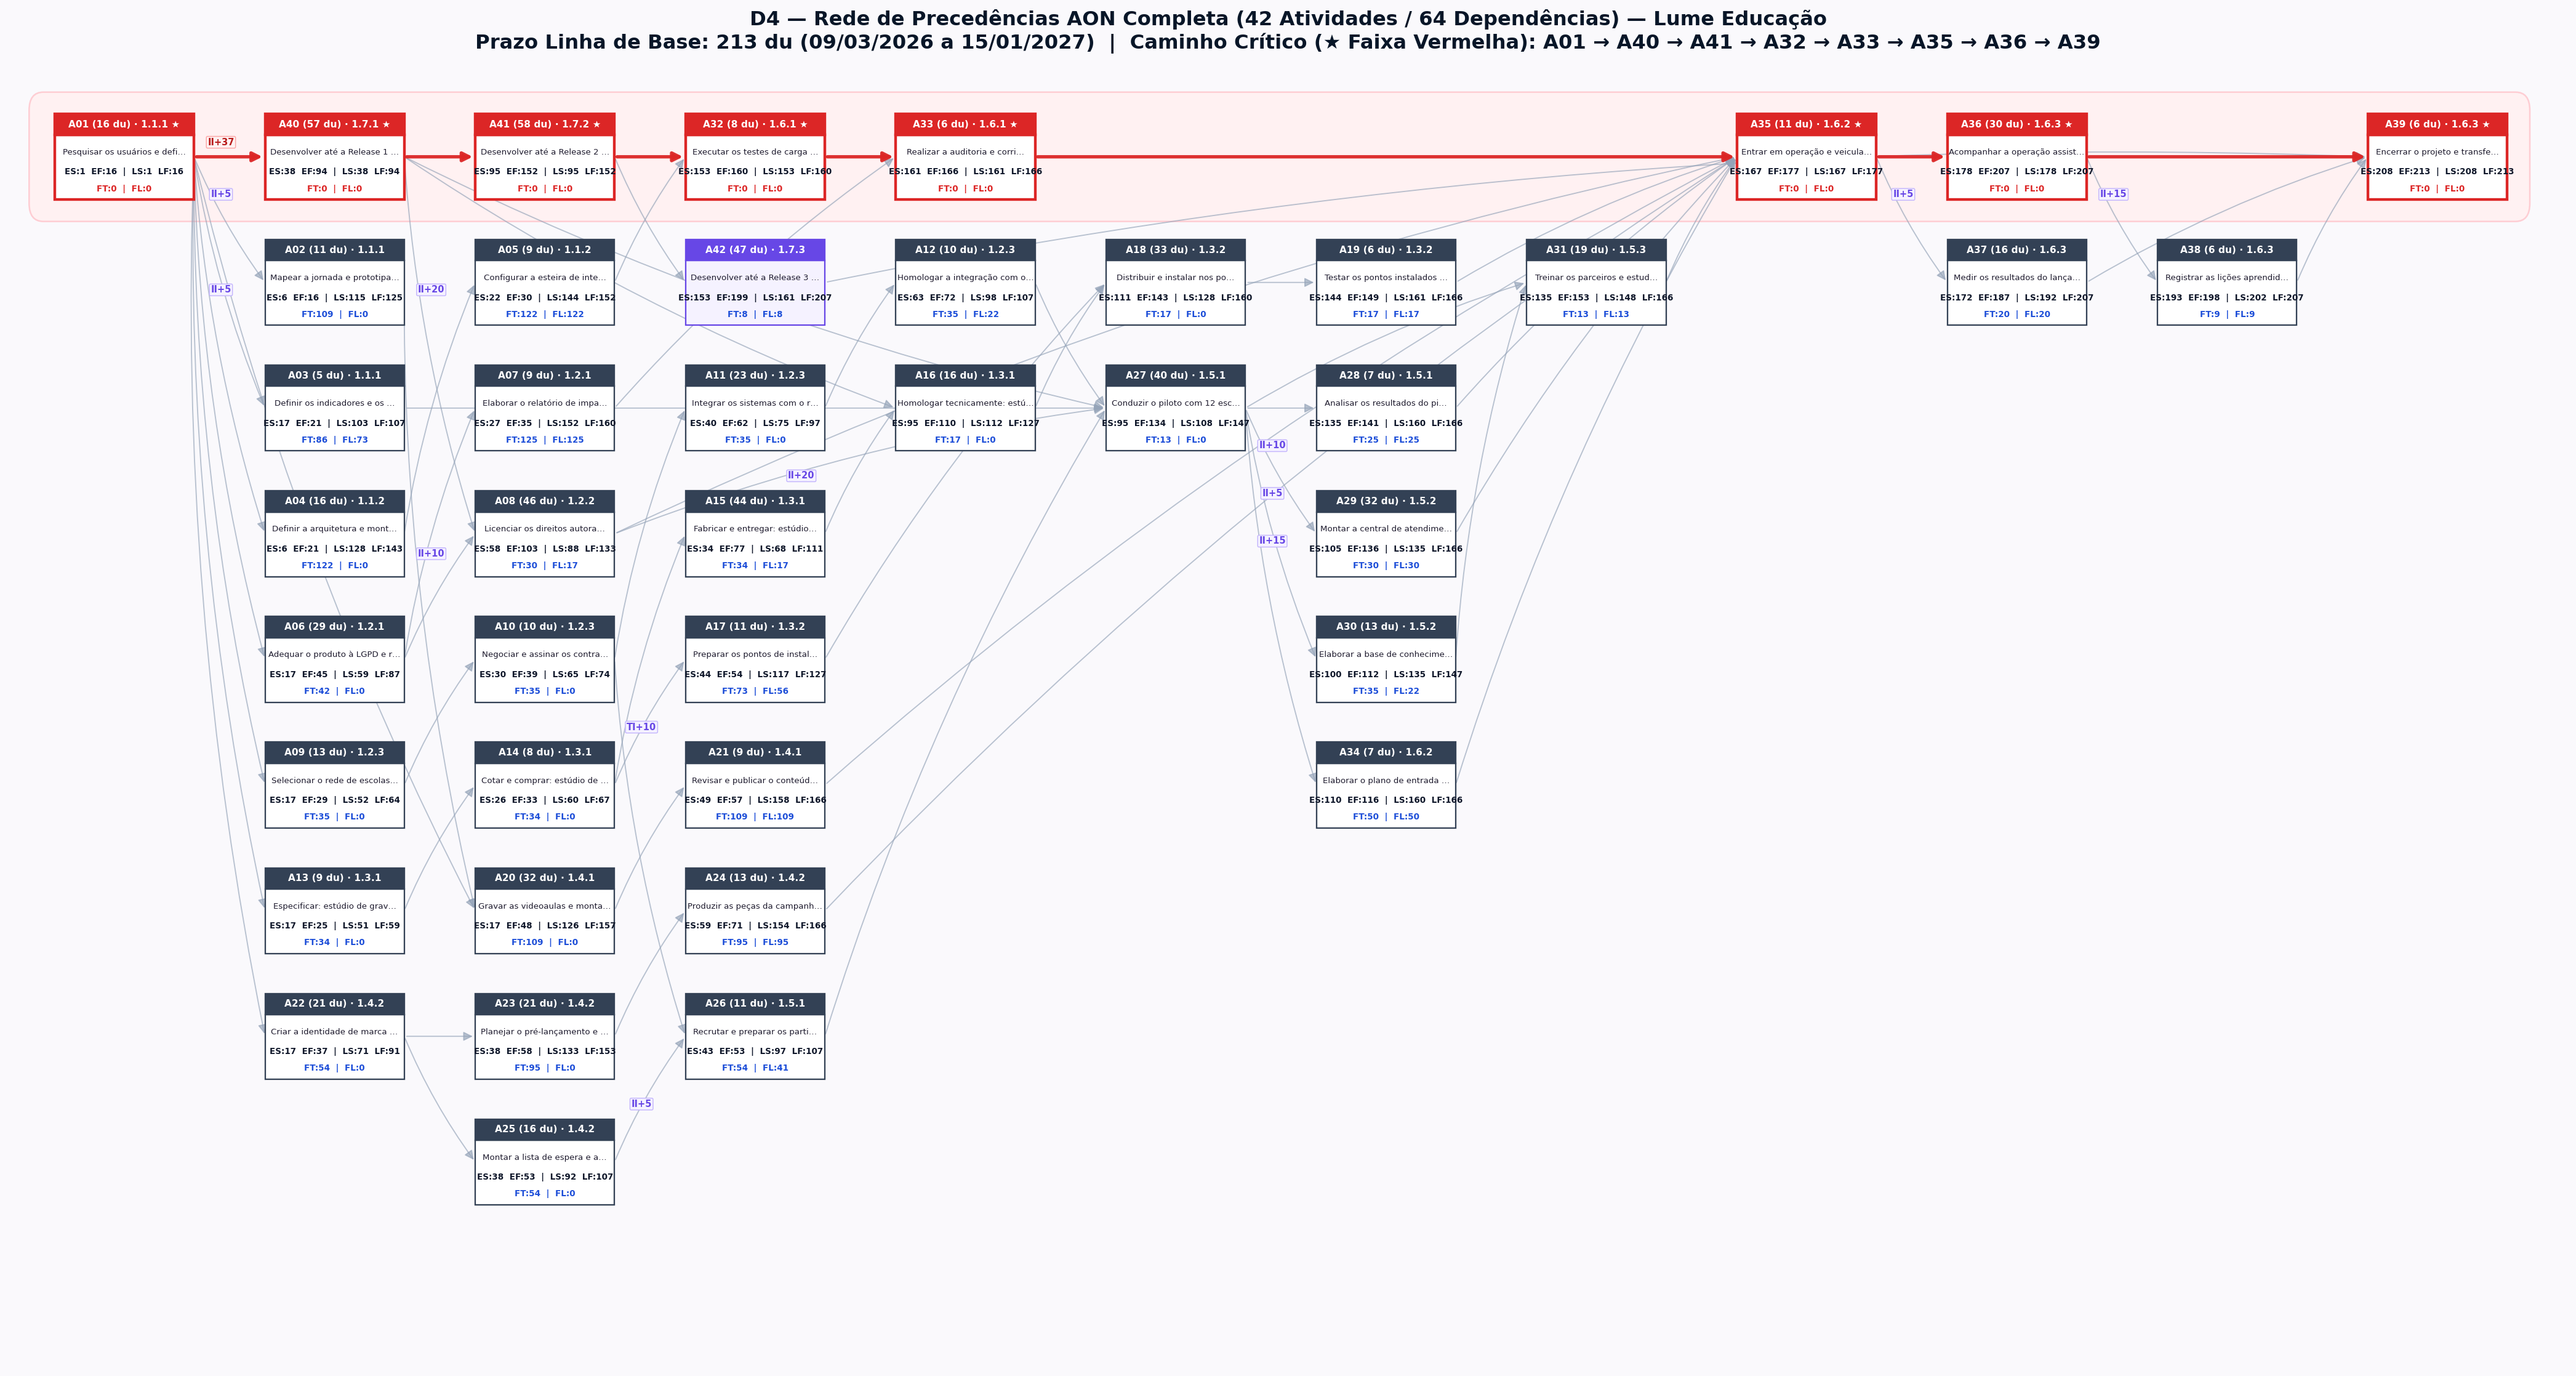 D4 — Rede de Precedências AON Completa (42 Atividades / 64 Dependências) — Lume Educação
Prazo Linha de Base: 213 du (09/03/2026 a 15/01/2027) | Caminho Crítico (★ Faixa Vermelha): A01 → A40 → A41 → A32 → A33 → A35 → A36 → A39
A01 (16 du) · 1.1.1 ★
Pesquisar os usuários e defi...
ES:1 EF:16 | LS:1 LF:16
FT:0 | FL:0
II+37
A40 (57 du) · 1.7.1 ★
Desenvolver até a Release 1 ...
ES:38 EF:94 | LS:38 LF:94
FT:0 | FL:0
A41 (58 du) · 1.7.2 ★
Desenvolver até a Release 2 ...
ES:95 EF:152 | LS:95 LF:152
FT:0 | FL:0
A32 (8 du) · 1.6.1 ★
Executar os testes de carga ...
ES:153 EF:160 | LS:153 LF:160
FT:0 | FL:0
A33 (6 du) · 1.6.1 ★
Realizar a auditoria e corri...
ES:161 EF:166 | LS:161 LF:166
FT:0 | FL:0
A35 (11 du) · 1.6.2 ★
Entrar em operação e veicula...
ES:167 EF:177 | LS:167 LF:177
FT:0 | FL:0
A36 (30 du) · 1.6.3 ★
Acompanhar a operação assist...
ES:178 EF:207 | LS:178 LF:207
FT:0 | FL:0
A39 (6 du) · 1.6.3 ★
Encerrar o projeto e transfe...
ES:208 EF:213 | LS:208 LF:213
FT:0 | FL:0
II+5
II+5
II+15
A02 (11 du) · 1.1.1
Mapear a jornada e prototipa...
ES:6 EF:16 | LS:115 LF:125
FT:109 | FL:0
A05 (9 du) · 1.1.2
Configurar a esteira de inte...
ES:22 EF:30 | LS:144 LF:152
FT:122 | FL:122
A42 (47 du) · 1.7.3
Desenvolver até a Release 3 ...
ES:153 EF:199 | LS:161 LF:207
FT:8 | FL:8
A12 (10 du) · 1.2.3
Homologar a integração com o...
ES:63 EF:72 | LS:98 LF:107
FT:35 | FL:22
A18 (33 du) · 1.3.2
Distribuir e instalar nos po...
ES:111 EF:143 | LS:128 LF:160
FT:17 | FL:0
A19 (6 du) · 1.3.2
Testar os pontos instalados ...
ES:144 EF:149 | LS:161 LF:166
FT:17 | FL:17
A31 (19 du) · 1.5.3
Treinar os parceiros e estud...
ES:135 EF:153 | LS:148 LF:166
FT:13 | FL:13
A37 (16 du) · 1.6.3
Medir os resultados do lança...
ES:172 EF:187 | LS:192 LF:207
FT:20 | FL:20
A38 (6 du) · 1.6.3
Registrar as lições aprendid...
ES:193 EF:198 | LS:202 LF:207
FT:9 | FL:9
II+5
II+20
A03 (5 du) · 1.1.1
Definir os indicadores e os ...
ES:17 EF:21 | LS:103 LF:107
FT:86 | FL:73
A07 (9 du) · 1.2.1
Elaborar o relatório de impa...
ES:27 EF:35 | LS:152 LF:160
FT:125 | FL:125
A11 (23 du) · 1.2.3
Integrar os sistemas com o r...
ES:40 EF:62 | LS:75 LF:97
FT:35 | FL:0
A16 (16 du) · 1.3.1
Homologar tecnicamente: estú...
ES:95 EF:110 | LS:112 LF:127
FT:17 | FL:0
A27 (40 du) · 1.5.1
Conduzir o piloto com 12 esc...
ES:95 EF:134 | LS:108 LF:147
FT:13 | FL:0
A28 (7 du) · 1.5.1
Analisar os resultados do pi...
ES:135 EF:141 | LS:160 LF:166
FT:25 | FL:25
II+10
II+20
II+5
A04 (16 du) · 1.1.2
Definir a arquitetura e mont...
ES:6 EF:21 | LS:128 LF:143
FT:122 | FL:0
II+10
A08 (46 du) · 1.2.2
Licenciar os direitos autora...
ES:58 EF:103 | LS:88 LF:133
FT:30 | FL:17
A15 (44 du) · 1.3.1
Fabricar e entregar: estúdio...
ES:34 EF:77 | LS:68 LF:111
FT:34 | FL:17
II+15
A29 (32 du) · 1.5.2
Montar a central de atendime...
ES:105 EF:136 | LS:135 LF:166
FT:30 | FL:30
A06 (29 du) · 1.2.1
Adequar o produto à LGPD e r...
ES:17 EF:45 | LS:59 LF:87
FT:42 | FL:0
A10 (10 du) · 1.2.3
Negociar e assinar os contra...
ES:30 EF:39 | LS:65 LF:74
FT:35 | FL:0
A17 (11 du) · 1.3.2
Preparar os pontos de instal...
ES:44 EF:54 | LS:117 LF:127
FT:73 | FL:56
A30 (13 du) · 1.5.2
Elaborar a base de conhecime...
ES:100 EF:112 | LS:135 LF:147
FT:35 | FL:22
TI+10
A09 (13 du) · 1.2.3
Selecionar o rede de escolas...
ES:17 EF:29 | LS:52 LF:64
FT:35 | FL:0
A14 (8 du) · 1.3.1
Cotar e comprar: estúdio de ...
ES:26 EF:33 | LS:60 LF:67
FT:34 | FL:0
A21 (9 du) · 1.4.1
Revisar e publicar o conteúd...
ES:49 EF:57 | LS:158 LF:166
FT:109 | FL:109
A34 (7 du) · 1.6.2
Elaborar o plano de entrada ...
ES:110 EF:116 | LS:160 LF:166
FT:50 | FL:50
A13 (9 du) · 1.3.1
Especificar: estúdio de grav...
ES:17 EF:25 | LS:51 LF:59
FT:34 | FL:0
A20 (32 du) · 1.4.1
Gravar as videoaulas e monta...
ES:17 EF:48 | LS:126 LF:157
FT:109 | FL:0
A24 (13 du) · 1.4.2
Produzir as peças da campanh...
ES:59 EF:71 | LS:154 LF:166
FT:95 | FL:95
A22 (21 du) · 1.4.2
Criar a identidade de marca ...
ES:17 EF:37 | LS:71 LF:91
FT:54 | FL:0
A23 (21 du) · 1.4.2
Planejar o pré-lançamento e ...
ES:38 EF:58 | LS:133 LF:153
FT:95 | FL:0
A26 (11 du) · 1.5.1
Recrutar e preparar os parti...
ES:43 EF:53 | LS:97 LF:107
FT:54 | FL:41
II+5
A25 (16 du) · 1.4.2
Montar a lista de espera e a...
ES:38 EF:53 | LS:92 LF:107
FT:54 | FL:0